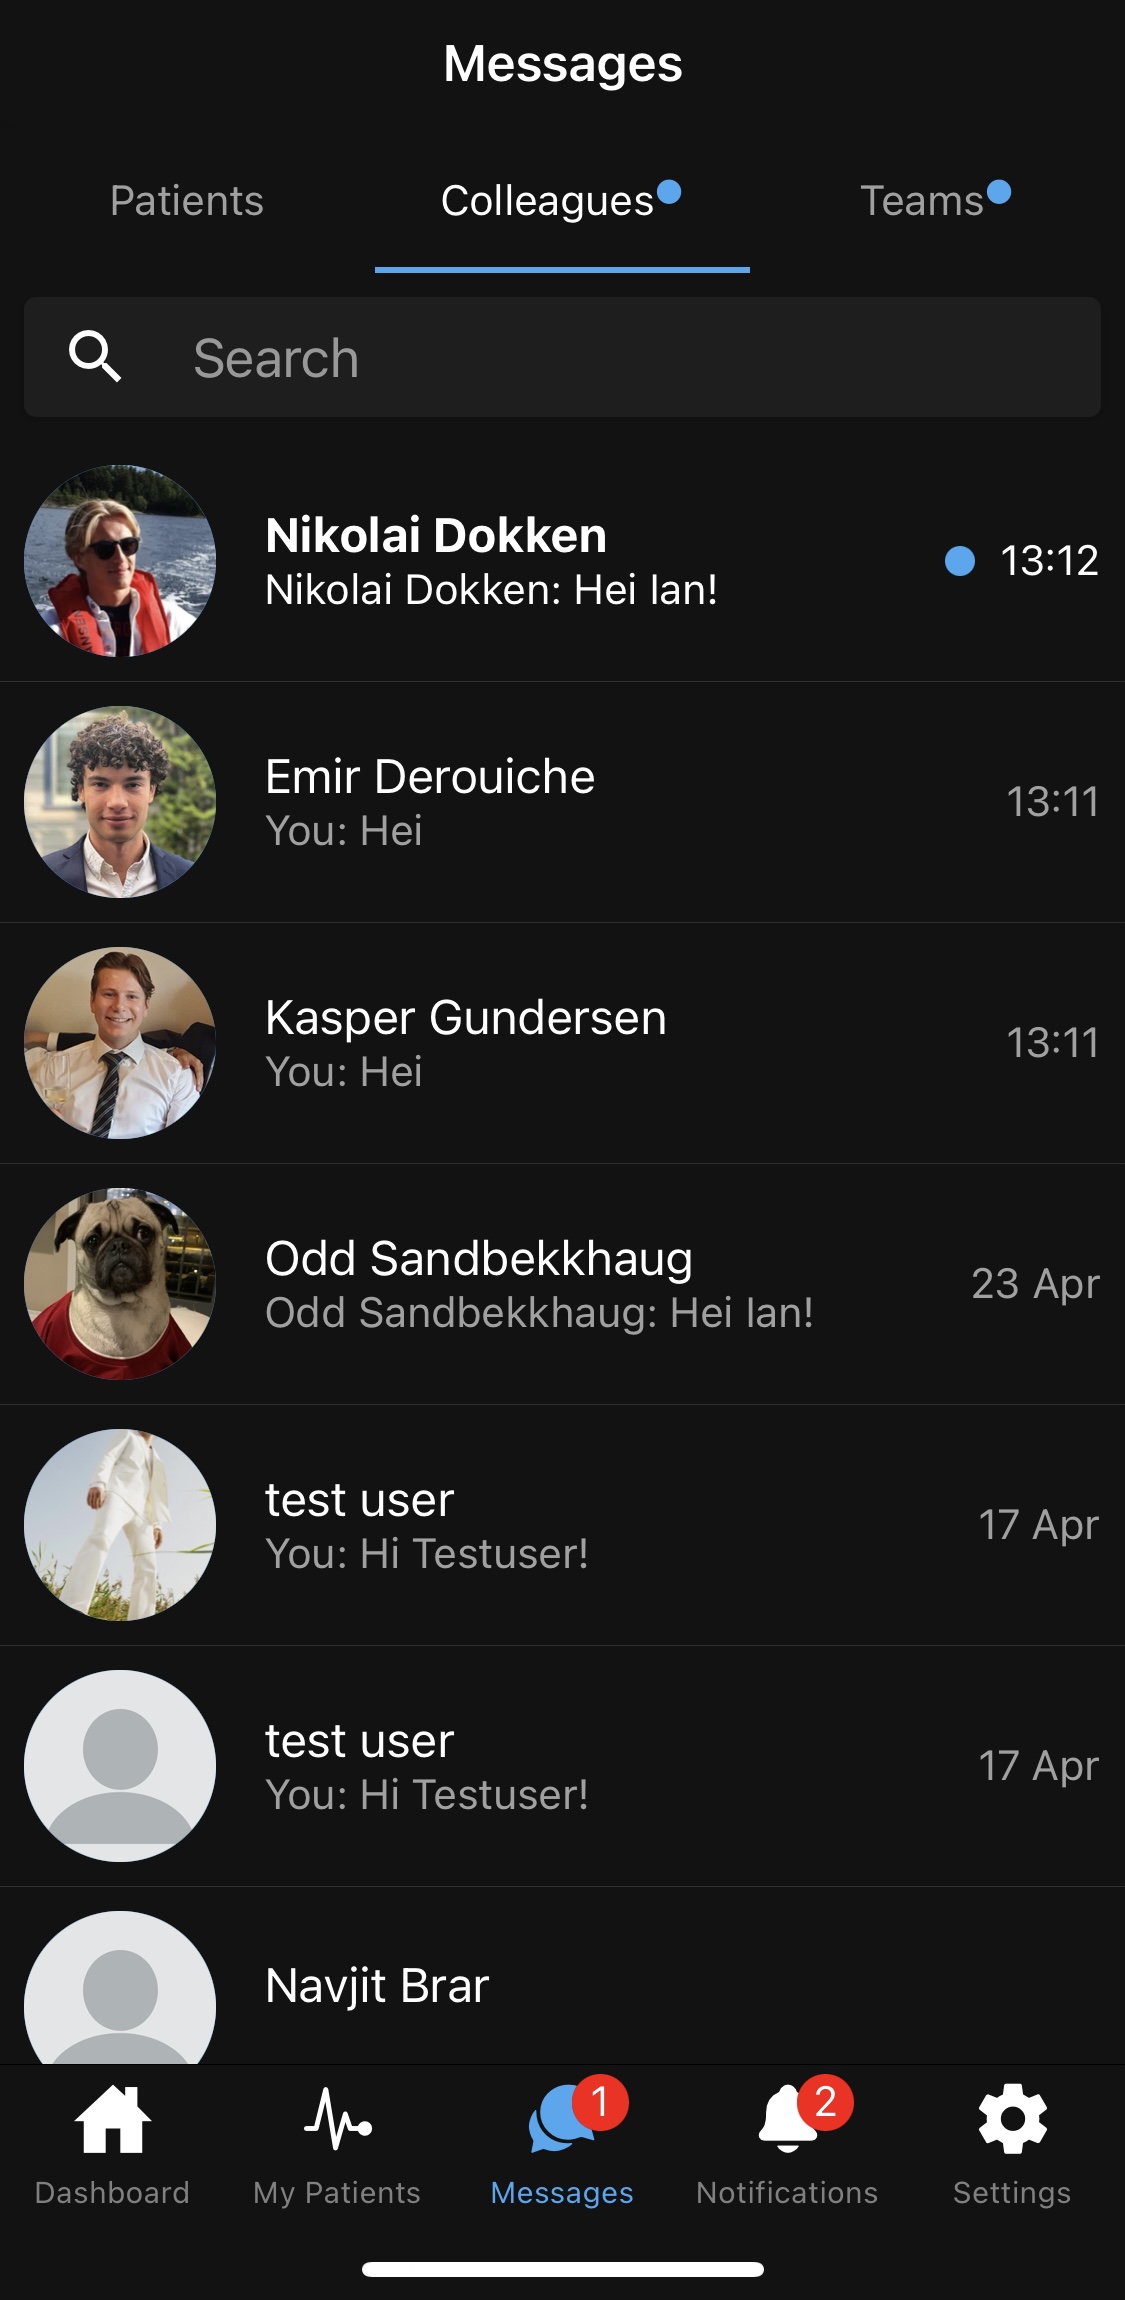 Messages
Patients
Colleagues
Teams
Search
Nikolai Dokken
Nikolai Dokken: Hei Ian!
13:12
Emir Derouiche
You: Hei
13:11
Kasper Gundersen
You: Hei
13:11
Odd Sandbekkhaug
Odd Sandbekkhaug: Hei Ian!
23 Apr
test user
You: Hi Testuser!
17 Apr
test user
You: Hi Testuser!
17 Apr
Navjit Brar
1
2
Dashboard
My Patients
Messages
Notifications
Settings